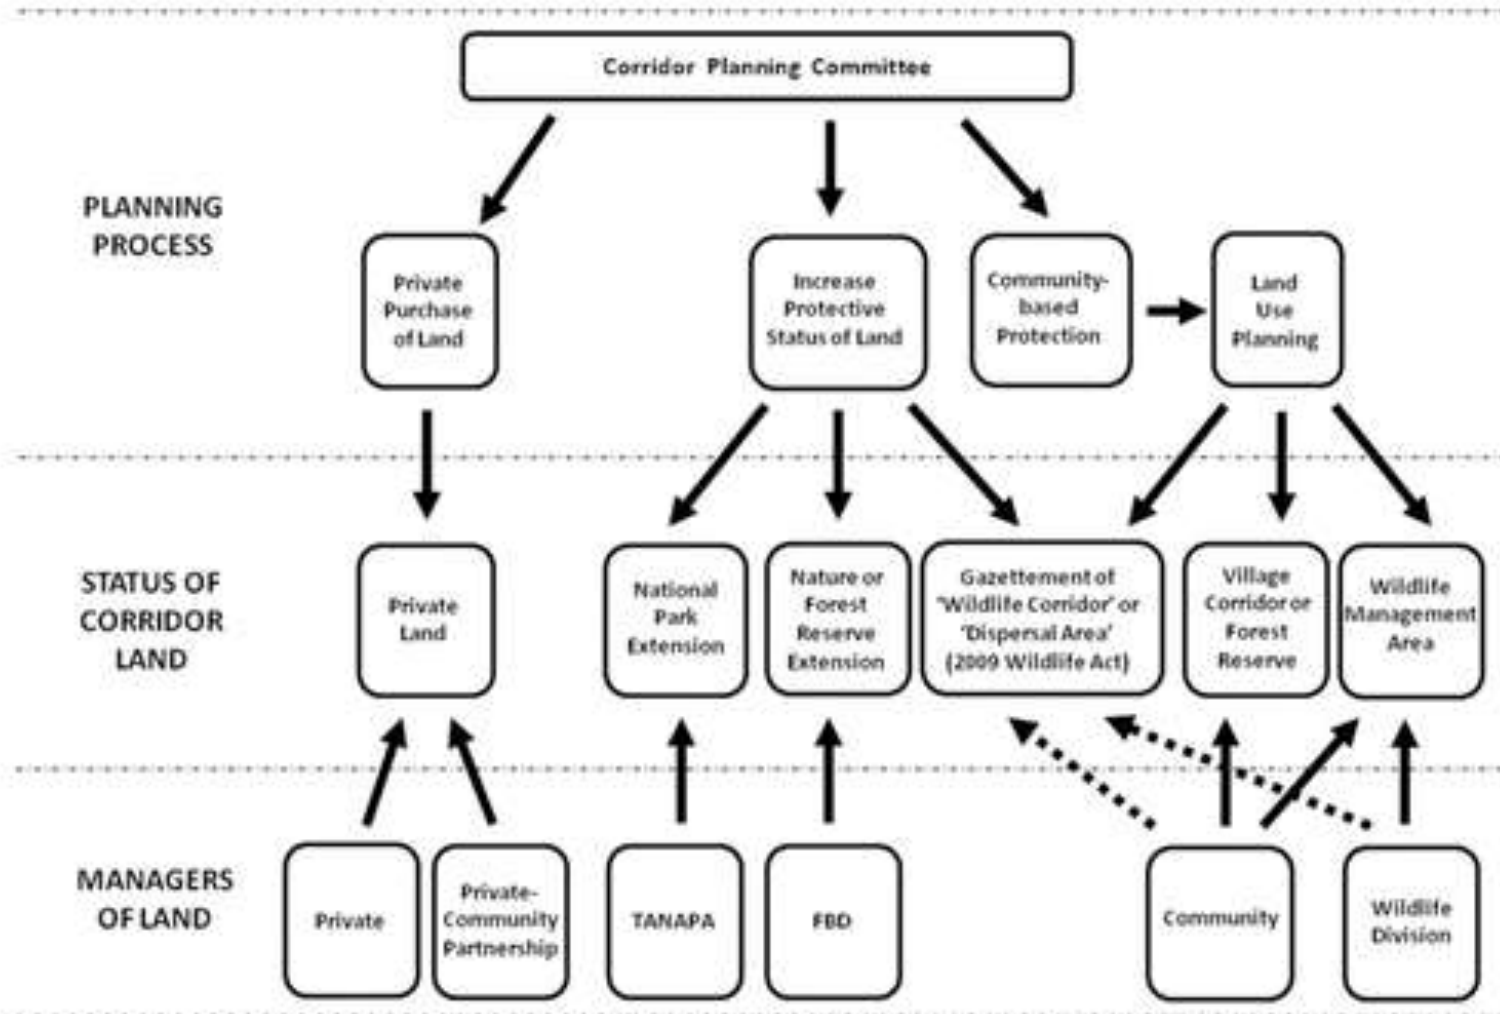 Corridor Planning Committee
PLANNING
PROCESS
Private
Purchase
of Land
Increase
Protective
Status of Land
Community-
based
Protection
Land
Use
Planning
STATUS OF
CORRIDOR
LAND
Private
Land
National
Park
Extension
Nature or
Forest
Reserve
Extension
Gazettement of
'Wildlife Corridor' or
'Dispersal Area'
(2009 Wildlife Act)
Village
Corridor or
Forest
Reserve
Wildlife
Management
Area
MANAGERS
OF LAND
Private
Private-
Community
Partnership
TANAPA
FBD
Community
Wildlife
Division